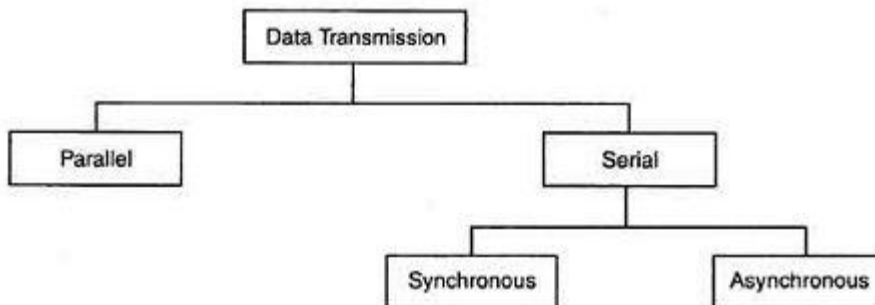 Data Transmission
Parallel
Serial
Synchronous
Asynchronous